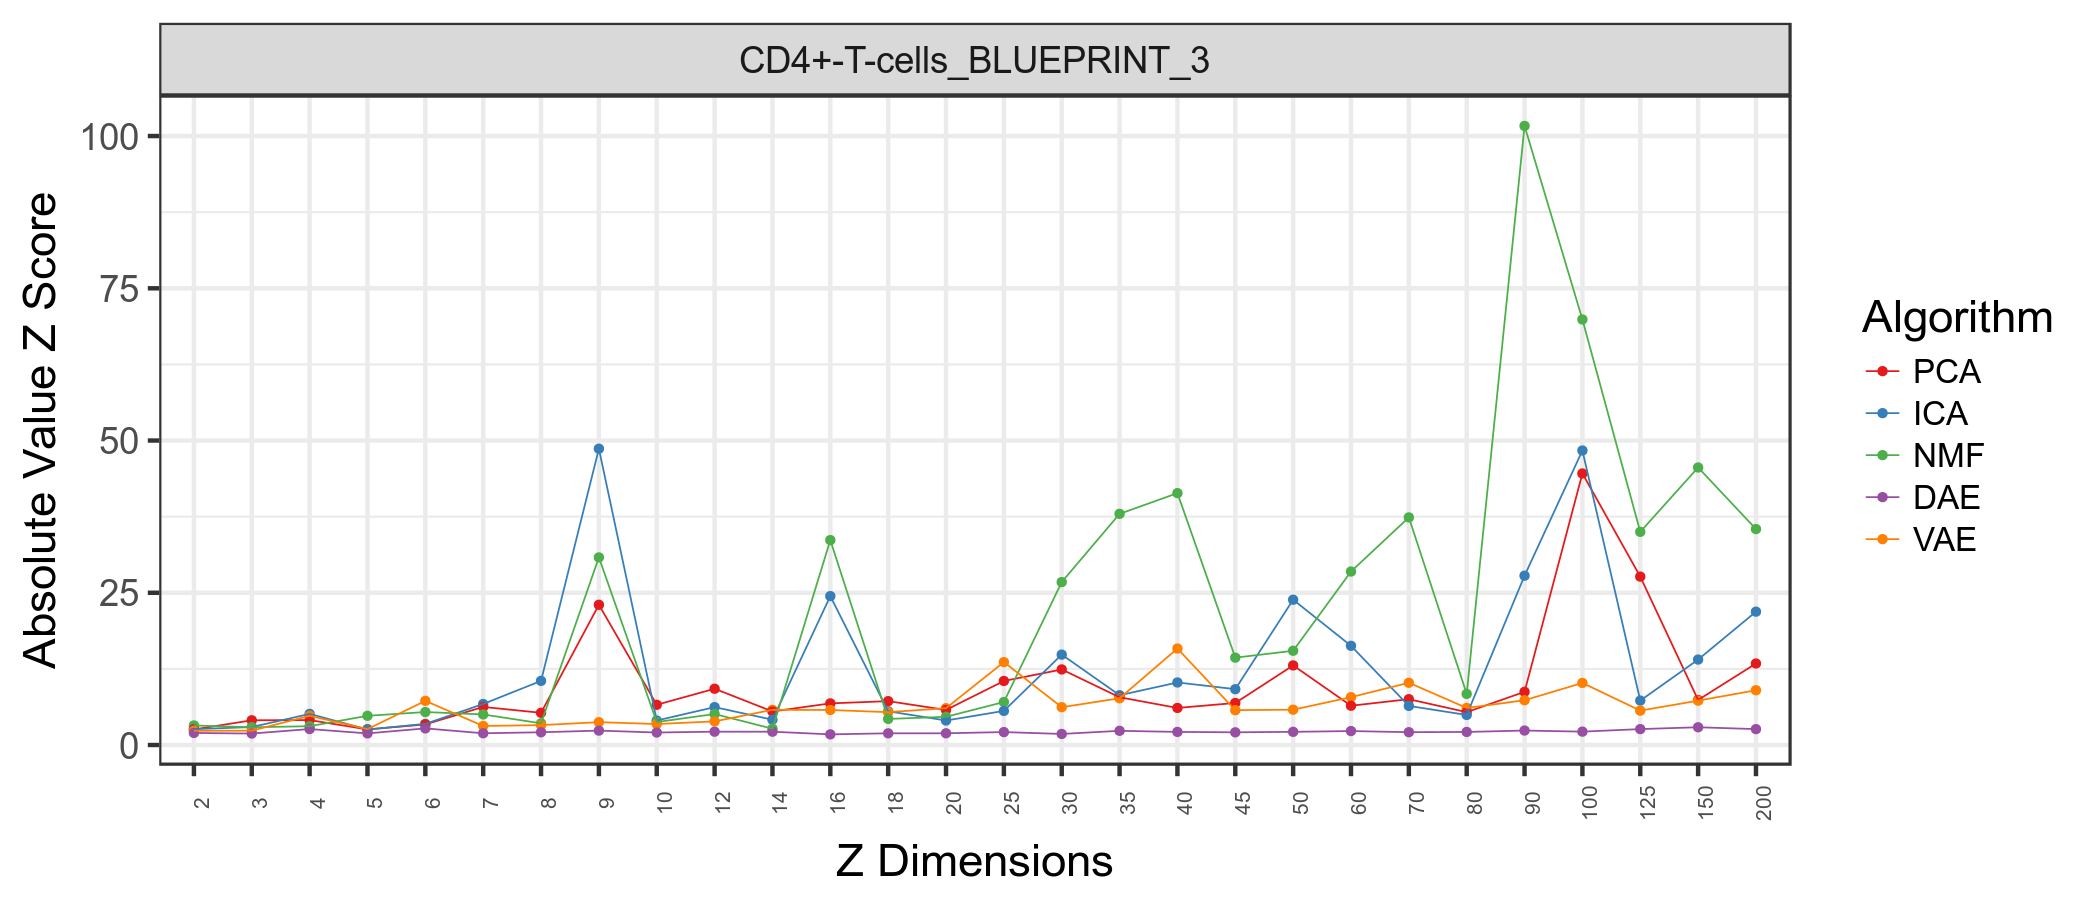 CD4+-T-cells_BLUEPRINT_3
Absolute Value Z Score
100
75
50
25
0
2 3 4 5 6 7 8 9 10 12 14 16 18 20 25 30 35 40 45 50 60 70 80 90 100 125 150 200
Z Dimensions
Algorithm
PCA
ICA
NMF
DAE
VAE